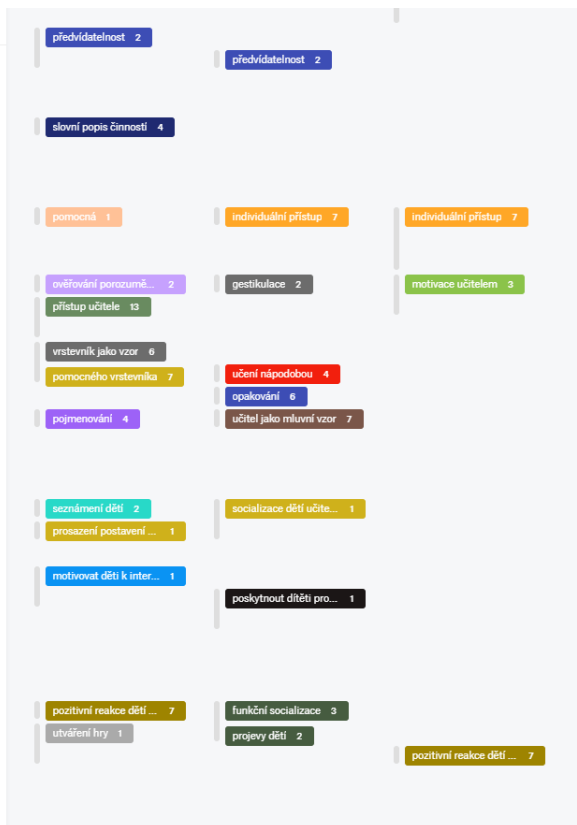 předvídatelnost 2
předvídatelnost 2
slovní popis činností 4
pomocná 1
individuální přístup 7
individuální přístup 7
ověřování porozumě... 2
gestikulace 2
motivace učitelem 3
přístup učitele 13
vrstevník jako vzor 6
pomocného vrstevníka 7
učení nápodobou 4
opakování 6
pojmenování 4
učitel jako mluvní vzor 7
seznámení dětí 2
socializace dětí učite... 1
prosazení postavení ... 1
motivovat děti k inter... 1
poskytnout dítěti pro... 1
pozitivní reakce dětí ... 7
funkční socializace 3
utváření hry 1
projevy dětí 2
pozitivní reakce dětí ... 7